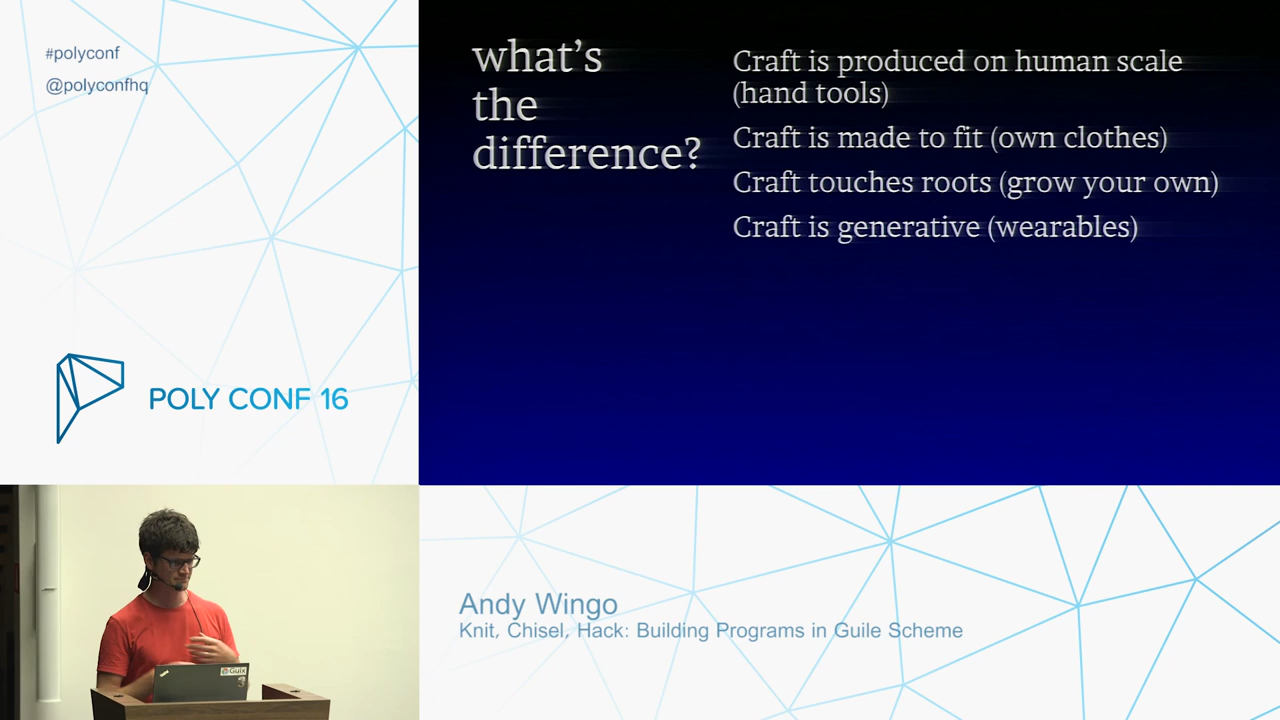 #polyconf
@polyconfhq
POLY CONF 16
what’s
the
difference?
Craft is produced on human scale
(hand tools)
Craft is made to fit (own clothes)
Craft touches roots (grow your own)
Craft is generative (wearables)
Guix
Andy Wingo
Knit, Chisel, Hack: Building Programs in Guile Scheme